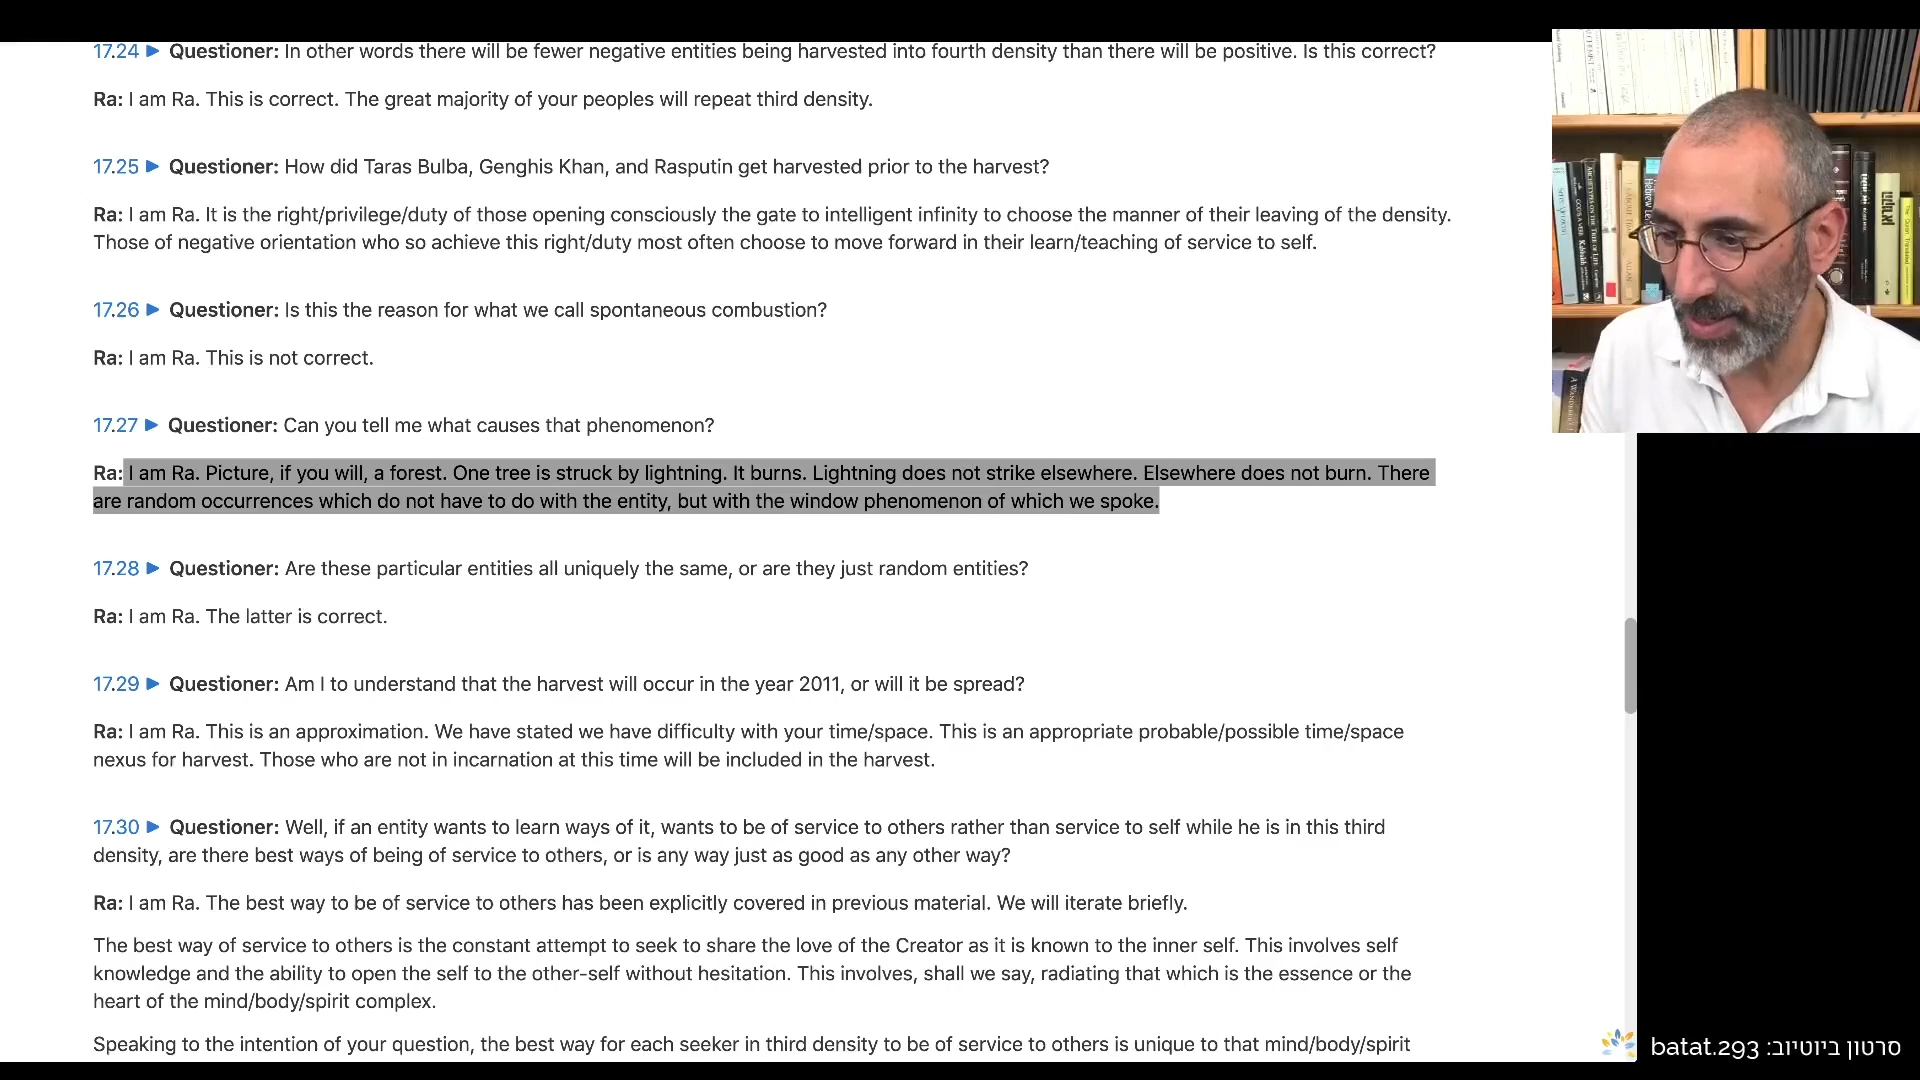 17.24 ► Questioner: In other words there will be fewer negative entities being harvested into fourth density than there will be positive. Is this correct?
Ra: I am Ra. This is correct. The great majority of your peoples will repeat third density.
17.25 ► Questioner: How did Taras Bulba, Genghis Khan, and Rasputin get harvested prior to the harvest?
Ra: I am Ra. It is the right/privilege/duty of those opening consciously the gate to intelligent infinity to choose the manner of their leaving of the density.
Those of negative orientation who so achieve this right/duty most often choose to move forward in their learn/teaching of service to self.
17.26 ► Questioner: Is this the reason for what we call spontaneous combustion?
Ra: I am Ra. This is not correct.
17.27 ► Questioner: Can you tell me what causes that phenomenon?
Ra: I am Ra. Picture, if you will, a forest. One tree is struck by lightning. It burns. Lightning does not strike elsewhere. Elsewhere does not burn. There
are random occurrences which do not have to do with the entity, but with the window phenomenon of which we spoke.
17.28 ► Questioner: Are these particular entities all uniquely the same, or are they just random entities?
Ra: I am Ra. The latter is correct.
17.29 ► Questioner: Am I to understand that the harvest will occur in the year 2011, or will it be spread?
Ra: I am Ra. This is an approximation. We have stated we have difficulty with your time/space. This is an appropriate probable/possible time/space
nexus for harvest. Those who are not in incarnation at this time will be included in the harvest.
17.30 ► Questioner: Well, if an entity wants to learn ways of it, wants to be of service to others rather than service to self while he is in this third
density, are there best ways of being of service to others, or is any way just as good as any other way?
Ra: I am Ra. The best way to be of service to others has been explicitly covered in previous material. We will iterate briefly.
The best way of service to others is the constant attempt to seek to share the love of the Creator as it is known to the inner self. This involves self
knowledge and the ability to open the self to the other-self without hesitation. This involves, shall we say, radiating that which is the essence or the
heart of the mind/body/spirit complex.
Speaking to the intention of your question, the best way for each seeker in third density to be of service to others is unique to that mind/body/spirit
סרטון ביוטיוב: batat.293